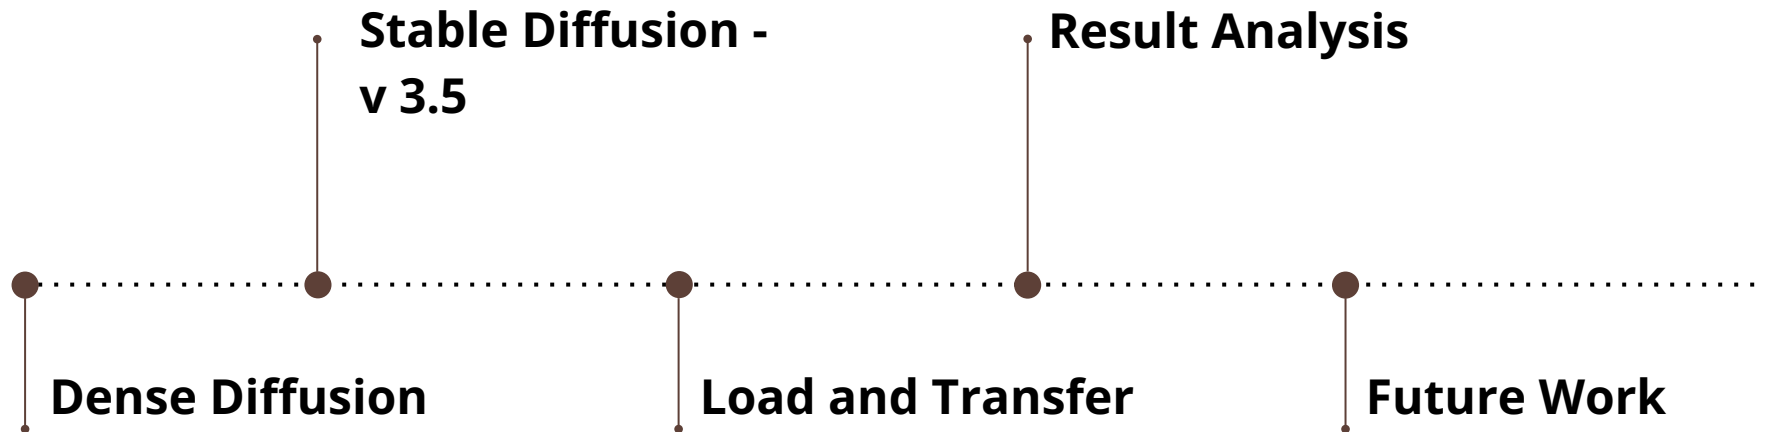 Stable Diffusion -
v 3.5
Result Analysis
Dense Diffusion
Load and Transfer
Future Work